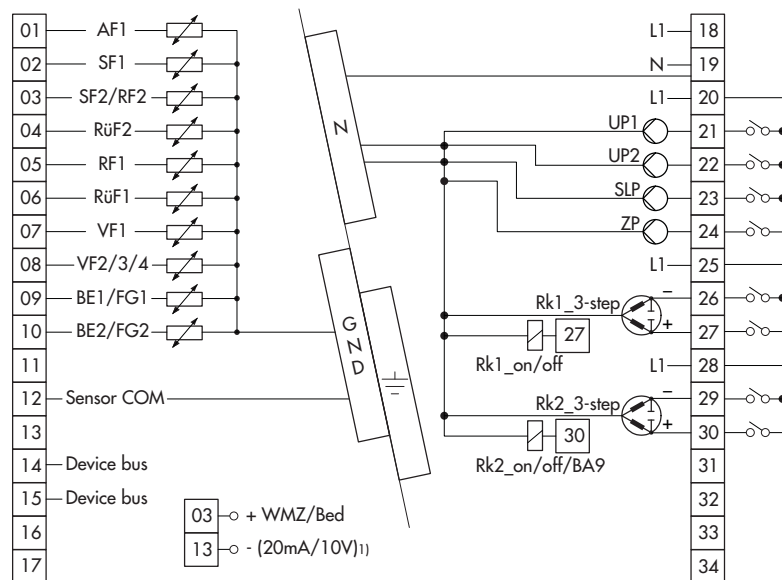 01 AF1
02 SF1
03 SF2/RF2
04 RüF2
05 RF1
06 RüF1
07 VF1
08 VF2/3/4
09 BE1/FG1
10 BE2/FG2
11
12 Sensor COM
13
14 Device bus
15 Device bus
16
17
03 + WMZ/Bed
13 - (20mA/10V)1)
N
GND
L1 18
N 19
L1 20
UP1 21
UP2 22
SLP 23
ZP 24
L1 25
Rk1_3-step − 26
+ 27
27
Rk1_on/off
L1 28
Rk2_3-step − 29
+ 30
30
Rk2_on/off/BA9
31
32
33
34